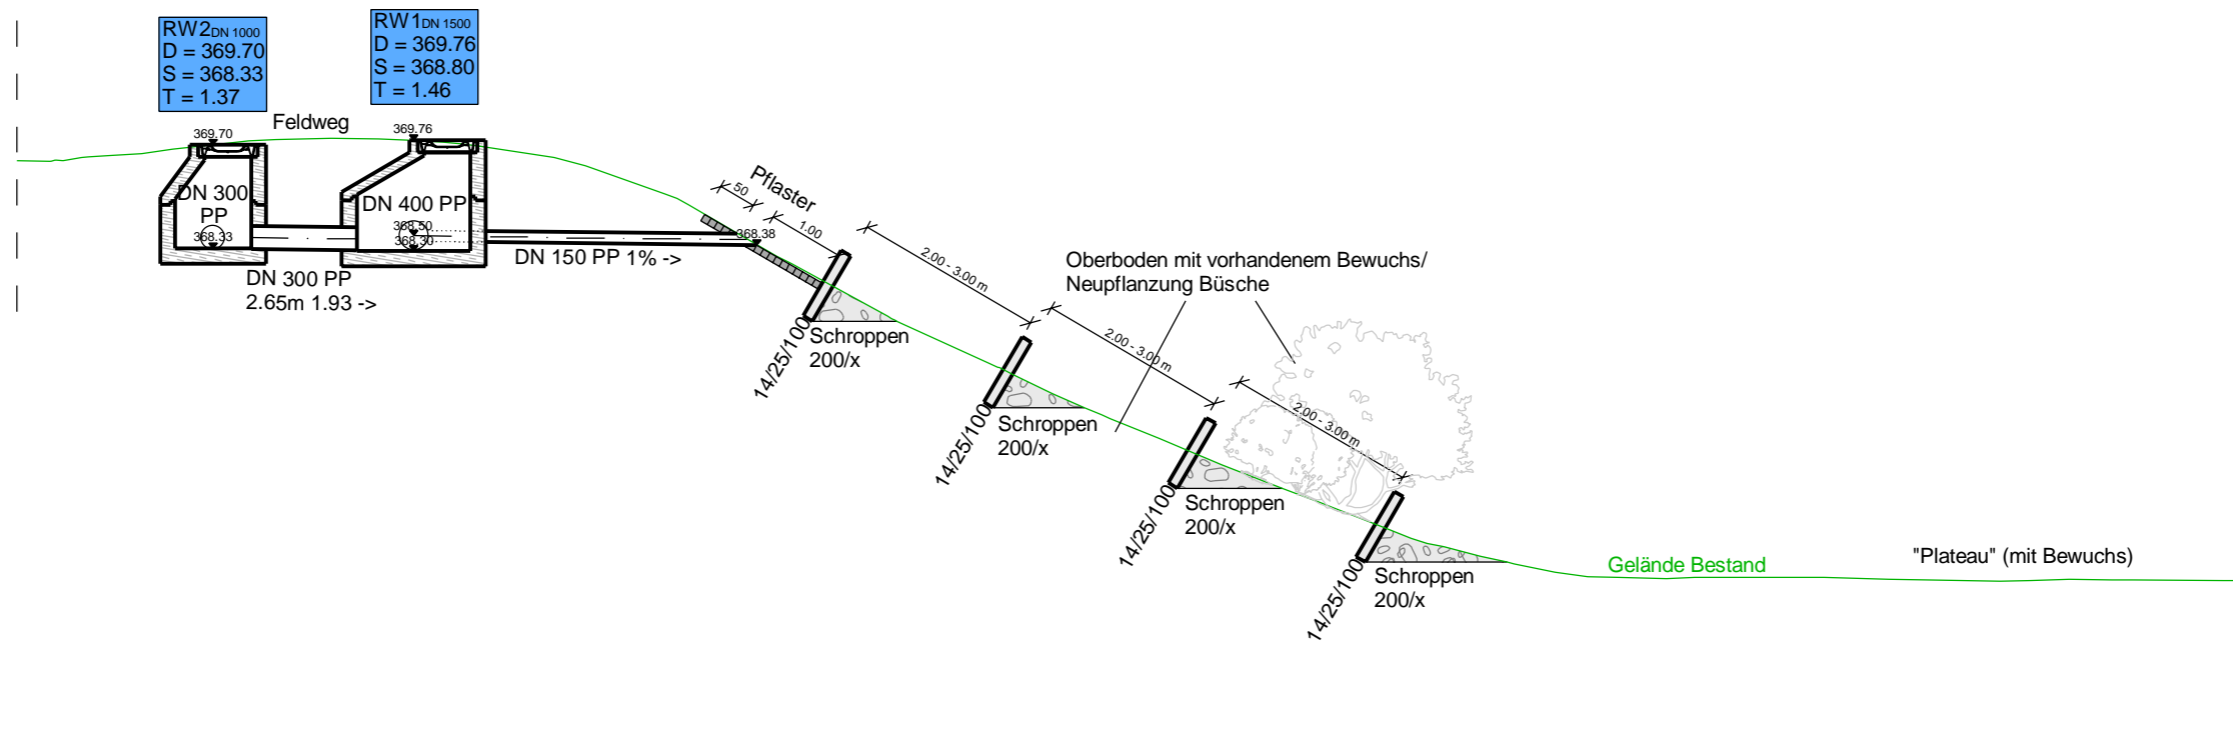 RW2 DN 1000
D = 369.70
S = 368.33
T = 1.37
RW1 DN 1500
D = 369.76
S = 368.80
T = 1.46
Feldweg
369.70
369.76
DN 300
PP
368.33
DN 400 PP
368.50
368.30
DN 300 PP
2.65m 1.93 ->
DN 150 PP 1% ->
368.38
50
Pflaster
1.00
2.00 - 3.00 m
2.00 - 3.00 m
2.00 - 3.00 m
Oberboden mit vorhandenem Bewuchs/
Neupflanzung Büsche
14/25/100
Schroppen
200/x
14/25/100
Schroppen
200/x
14/25/100
Schroppen
200/x
14/25/100
Schroppen
200/x
Gelände Bestand
"Plateau" (mit Bewuchs)